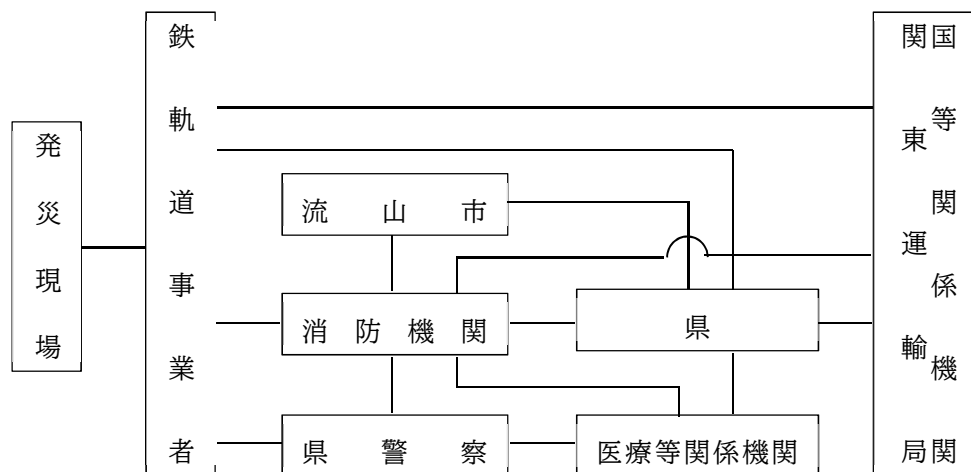 発災現場
鉄軌道事業者
流山市
消防機関
県警察
県
医療等関係機関
国等関係機関
関東運輸局